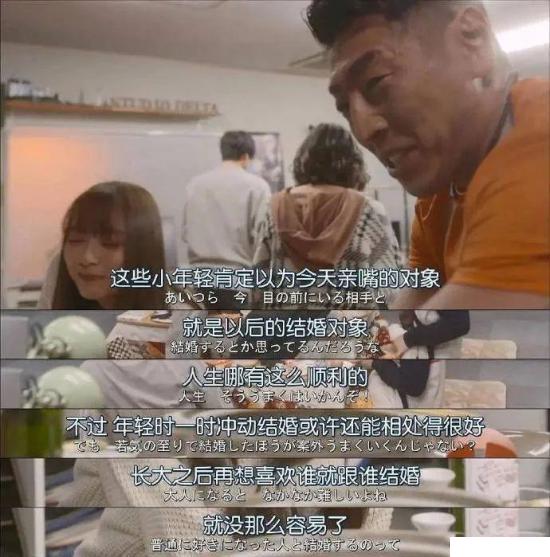 这些小年轻肯定以为今天亲嘴的对象
あいつら　今　目の前にいる相手と
就是以后的结婚对象
結婚するとか思ってるんだろうな
人生哪有这么顺利的
人生　そううまくはいかんぞ！
不过 年轻时一时冲动结婚或许还能相处得很好
でも　若気の至りで結婚したほうが案外うまくいくんじゃない？
长大之后再想喜欢谁就跟谁结婚
大人になると　なかなか難しいよね
就没那么容易了
普通に好きになった人と結婚するのって